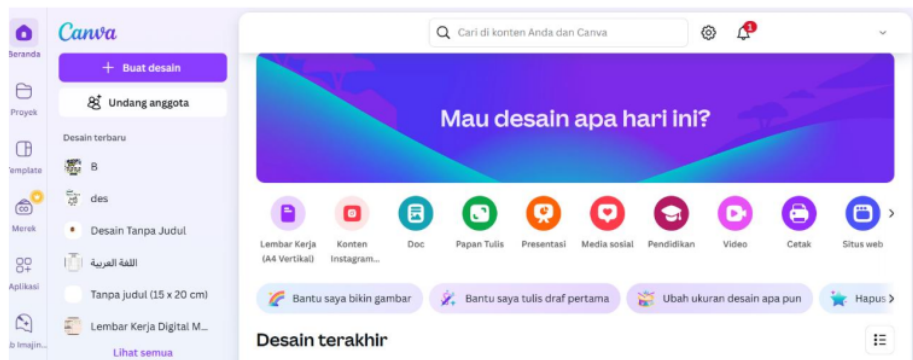 Beranda
Proyek
Template
Merek
Aplikasi
Canva
+ Buat desain
Undang anggota
Desain terbaru
B
des
Desain Tanpa Judul
اللغة العربية
Tanpa judul (15 x 20 cm)
Lembar Kerja Digital M...
Lihat semua
Cari di konten Anda dan Canva
1
Mau desain apa hari ini?
Lembar Kerja
(A4 Vertikal)
Konten
Instagram...
Doc
Papan Tulis
Presentasi
Media sosial
Pendidikan
Video
Cetak
Situs web
Bantu saya bikin gambar
Bantu saya tulis draf pertama
Ubah ukuran desain apa pun
Hapus
Desain terakhir